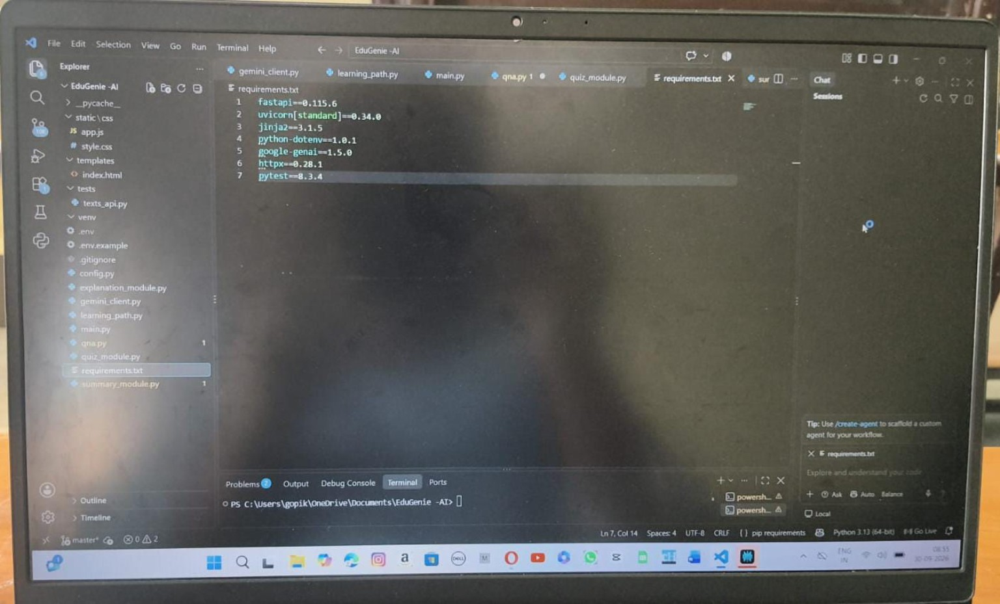 File Edit Selection View Go Run Terminal Help
EduGenie -AI
Explorer
EduGenie -AI
__pycache__
static\css
JS app.js
# style.css
templates
<> index.html
tests
texts_api.py
venv
.env
.env.example
.gitignore
config.py
explanation_module.py
gemini_client.py
learning_path.py
main.py
qna.py 1
quiz_module.py
requirements.txt
summary_module.py 1
Outline
Timeline
gemini_client.py learning_path.py main.py qna.py 1 quiz_module.py requirements.txt sur
requirements.txt
1 fastapi==0.115.6
2 uvicorn[standard]==0.34.0
3 jinja2==3.1.5
4 python-dotenv==1.0.1
5 google-genai==1.5.0
6 httpx==0.28.1
7 pytest==8.3.4
Problems 2 Output Debug Console Terminal Ports
PS C:\Users\gopik\OneDrive\Documents\EduGenie -AI>
powersh...
powersh...
Chat
Sessions
Tip: Use /create-agent to scaffold a custom
agent for your workflow.
requirements.txt
Explore and understand your code
Ask Auto Balance
Local
master* 0 2
Ln 7, Col 14 Spaces: 4 UTF-8 CRLF { } pip requirements Python 3.13 (64-bit) Go Live
DELL
ENG
IN
08:55
30-09-2026